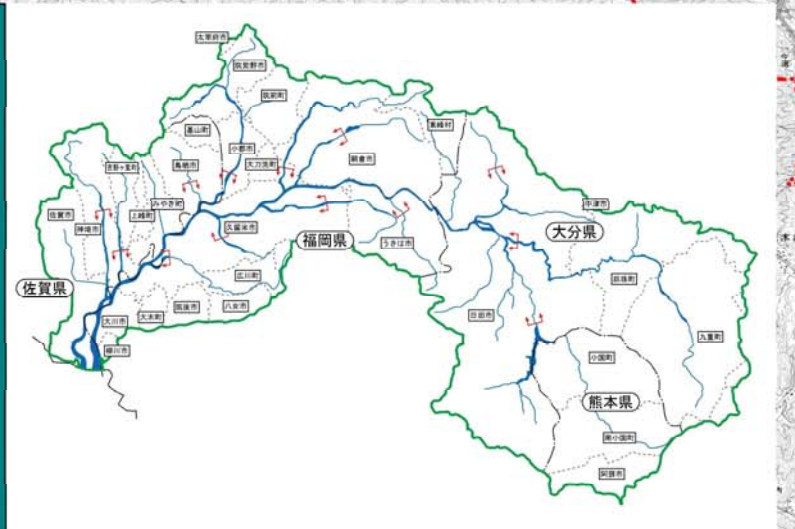 太宰府市
筑紫野市
筑前町
基山町
小郡市
東峰村
朝倉市
大刀洗町
鳥栖市
吉野ヶ里町
みやき町
上峰町
佐賀市
神埼市
中津市
大分県
久留米市
福岡県
うきは市
佐賀県
広川町
玖珠町
大川市
大木町
筑後市
八女市
日田市
柳川市
小国町
九重町
熊本県
南小国町
阿蘇市